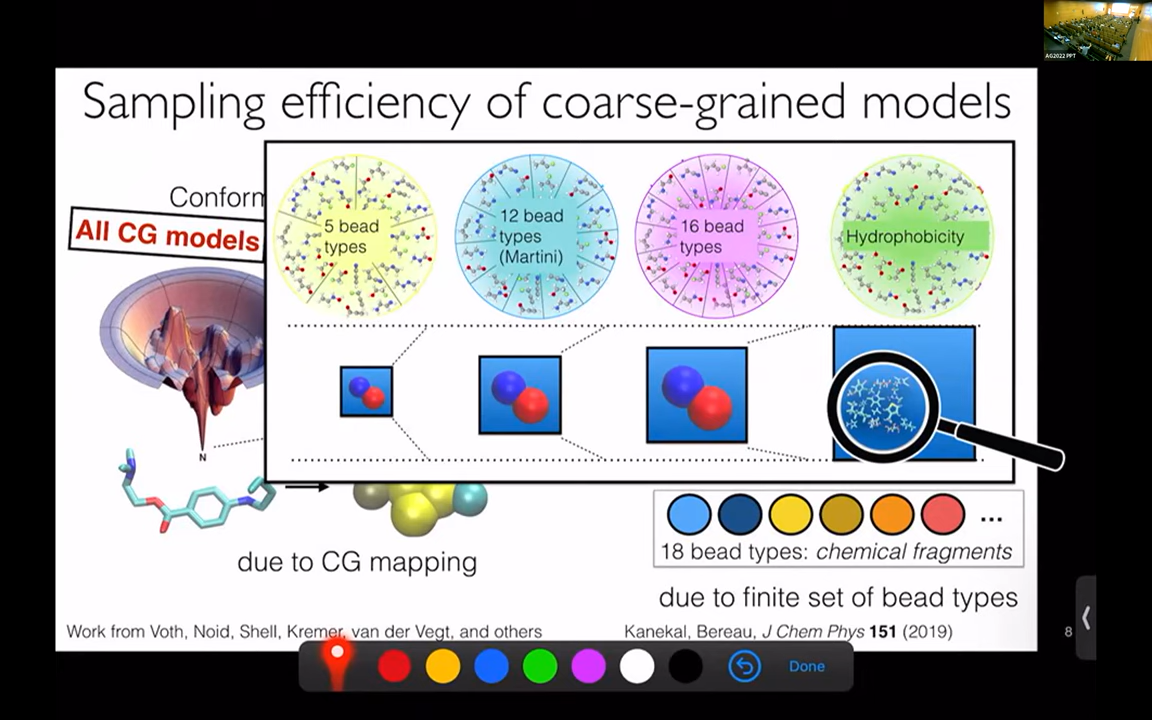 AG2022 PPT
Sampling efficiency of coarse-grained models
Conform
All CG models
5 bead
types
12 bead
types
(Martini)
16 bead
types
Hydrophobicity
N
...
18 bead types: chemical fragments
due to CG mapping
due to finite set of bead types
Work from Voth, Noid, Shell, Kremer, van der Vegt, and others
Kanekal, Bereau, J Chem Phys 151 (2019)
8
Done